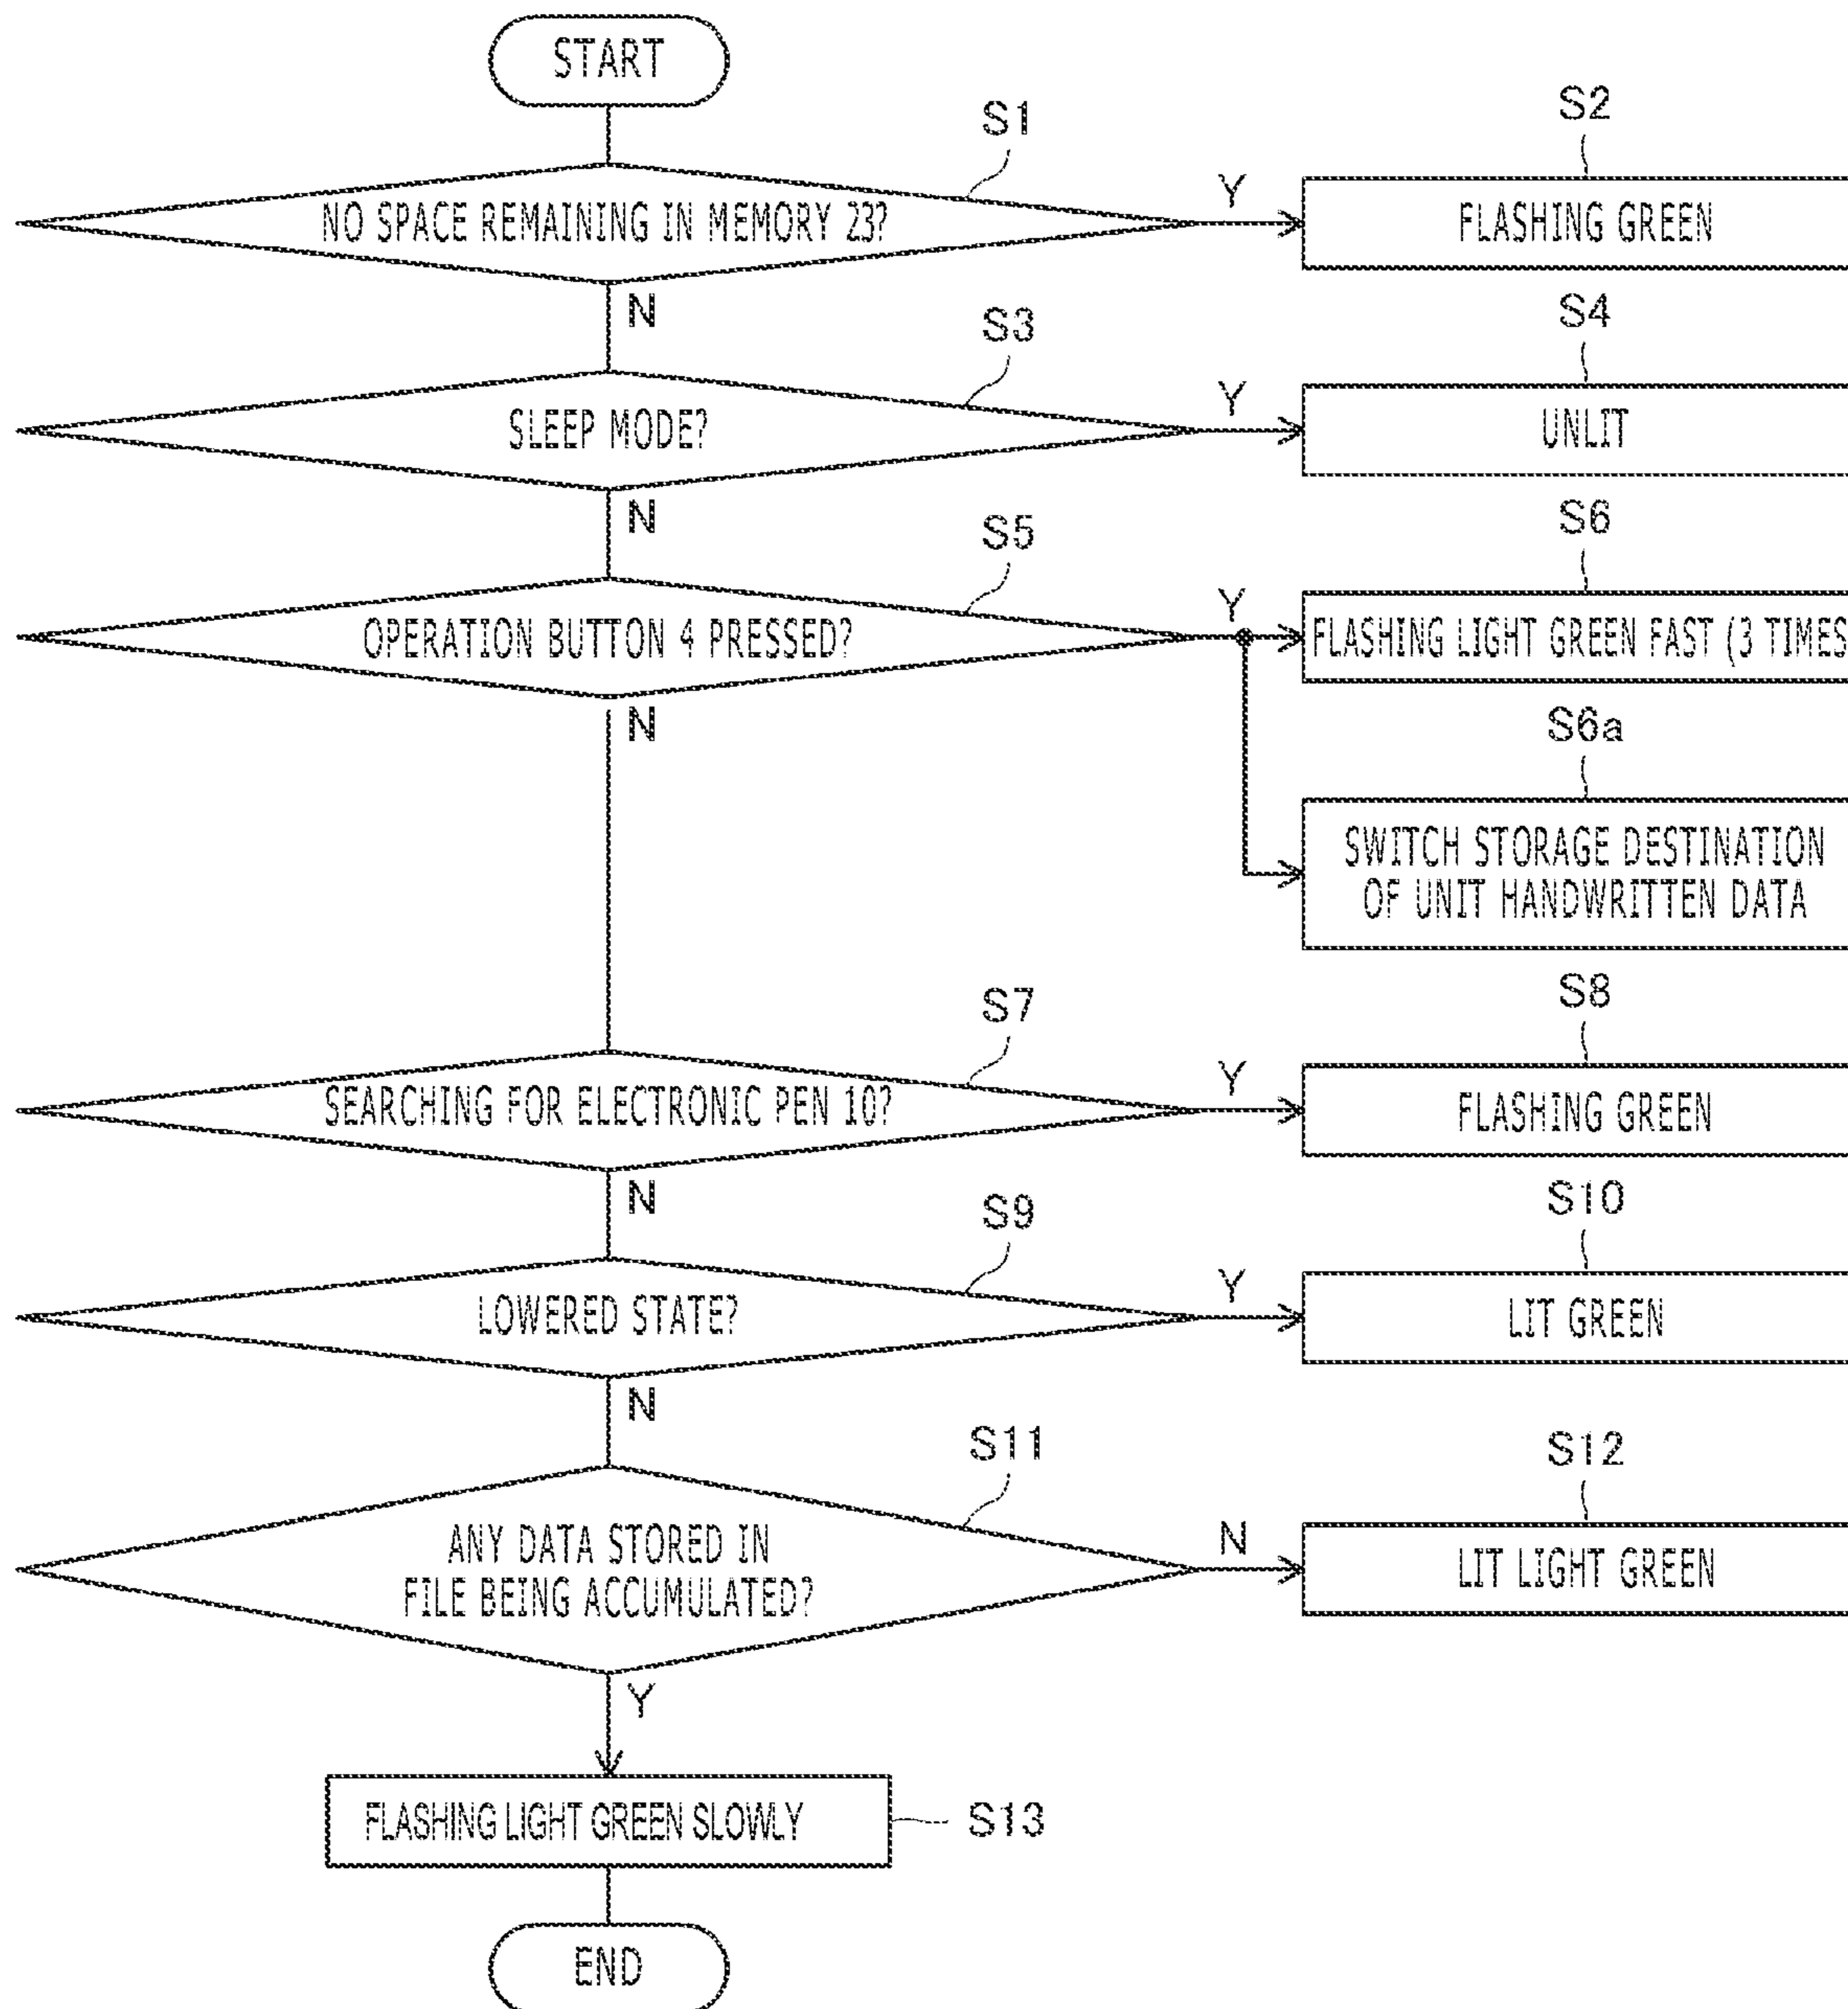 START
S1
S2
NO SPACE REMAINING IN MEMORY 23?
Y
FLASHING GREEN
N
S3
S4
SLEEP MODE?
Y
UNLIT
N
S5
S6
OPERATION BUTTON 4 PRESSED?
Y
FLASHING LIGHT GREEN FAST (3 TIMES
N
S6a
SWITCH STORAGE DESTINATION
OF UNIT HANDWRITTEN DATA
S7
S8
SEARCHING FOR ELECTRONIC PEN 10?
Y
FLASHING GREEN
N
S9
S10
LOWERED STATE?
Y
LIT GREEN
N
S11
S12
ANY DATA STORED IN
FILE BEING ACCUMULATED?
N
LIT LIGHT GREEN
Y
FLASHING LIGHT GREEN SLOWLY
S13
END